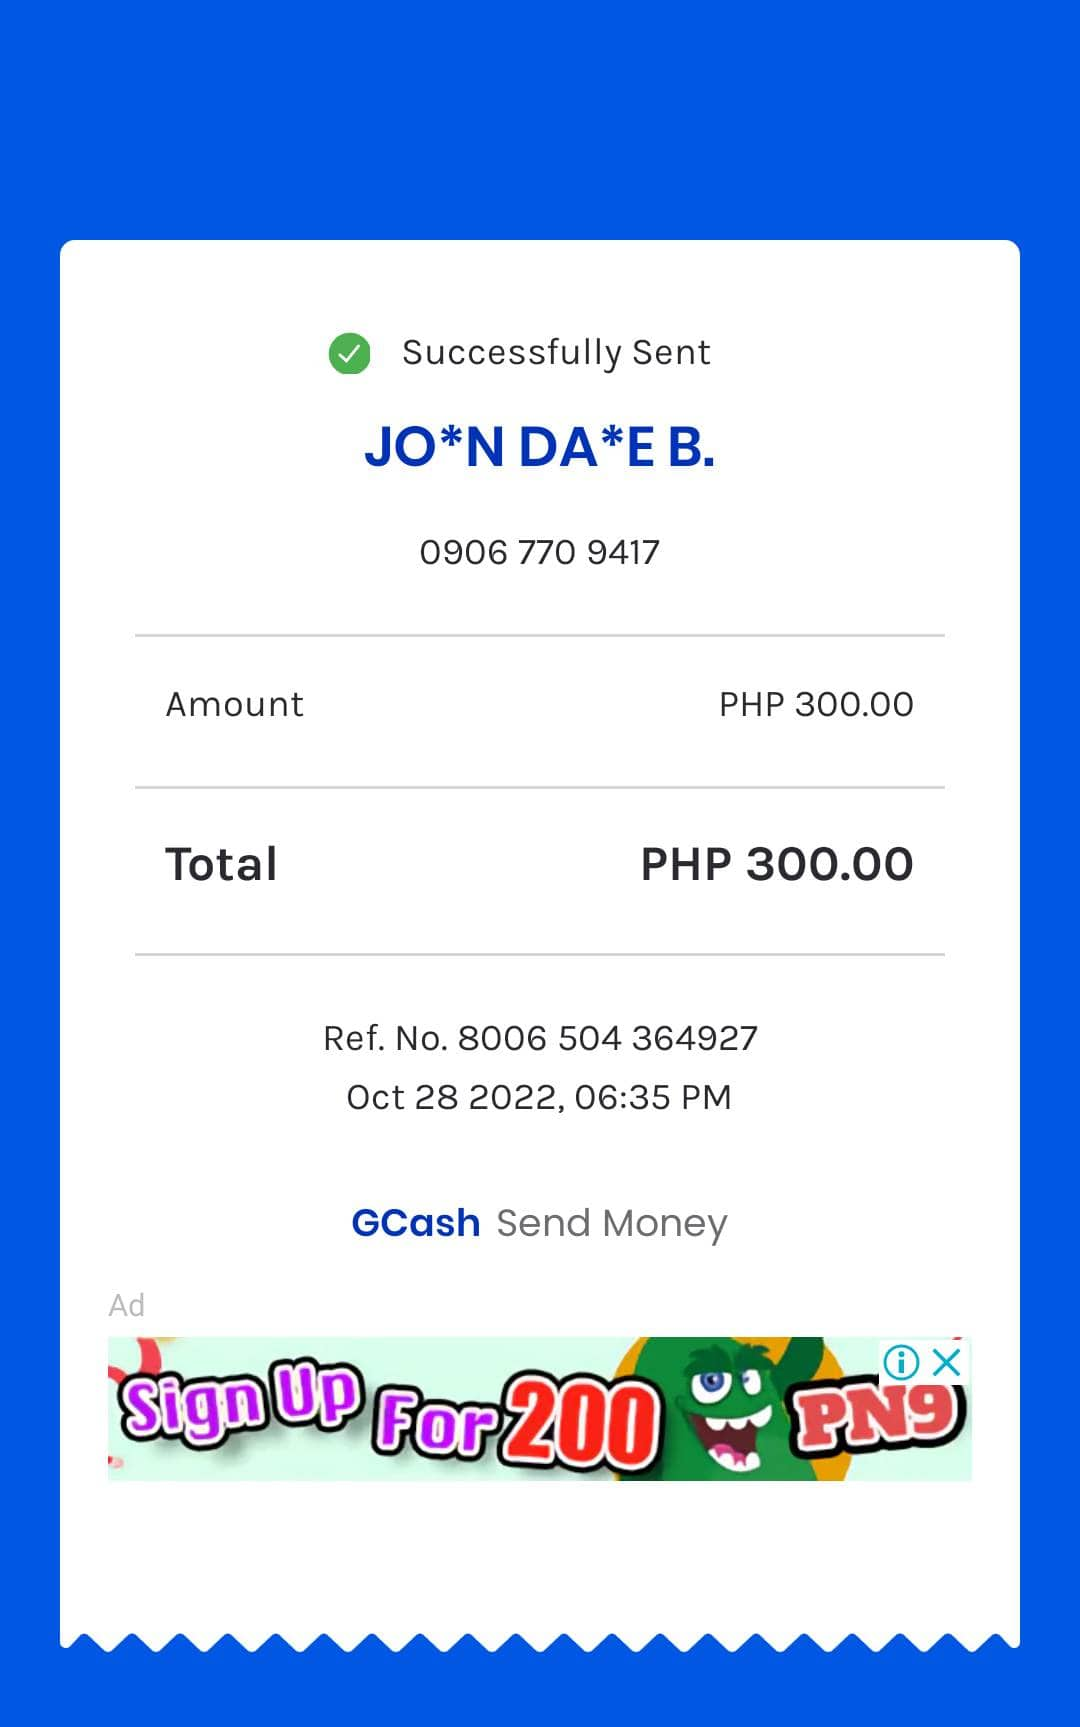 Successfully Sent
JO*N DA*E B.
0906 770 9417
Amount PHP 300.00
Total PHP 300.00
Ref. No. 8006 504 364927
Oct 28 2022, 06:35 PM
GCash Send Money
Ad
Sign Up For 200 PN9